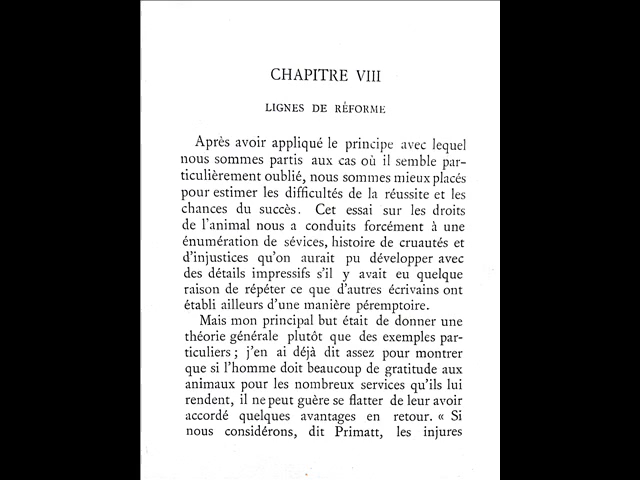 CHAPITRE VIII
LIGNES DE RÉFORME
Après avoir appliqué le principe avec lequel
nous sommes partis aux cas où il semble par-
ticulièrement oublié, nous sommes mieux placés
pour estimer les difficultés de la réussite et les
chances du succès. Cet essai sur les droits
de l'animal nous a conduits forcément à une
énumération de sévices, histoire de cruautés et
d'injustices qu'on aurait pu développer avec
des détails impressifs s'il y avait eu quelque
raison de répéter ce que d'autres écrivains ont
établi ailleurs d'une manière péremptoire.
Mais mon principal but était de donner une
théorie générale plutôt que des exemples par-
ticuliers ; j'en ai déjà dit assez pour montrer
que si l'homme doit beaucoup de gratitude aux
animaux pour les nombreux services qu'ils lui
rendent, il ne peut guère se flatter de leur avoir
accordé quelques avantages en retour. « Si
nous considérons, dit Primatt, les injures